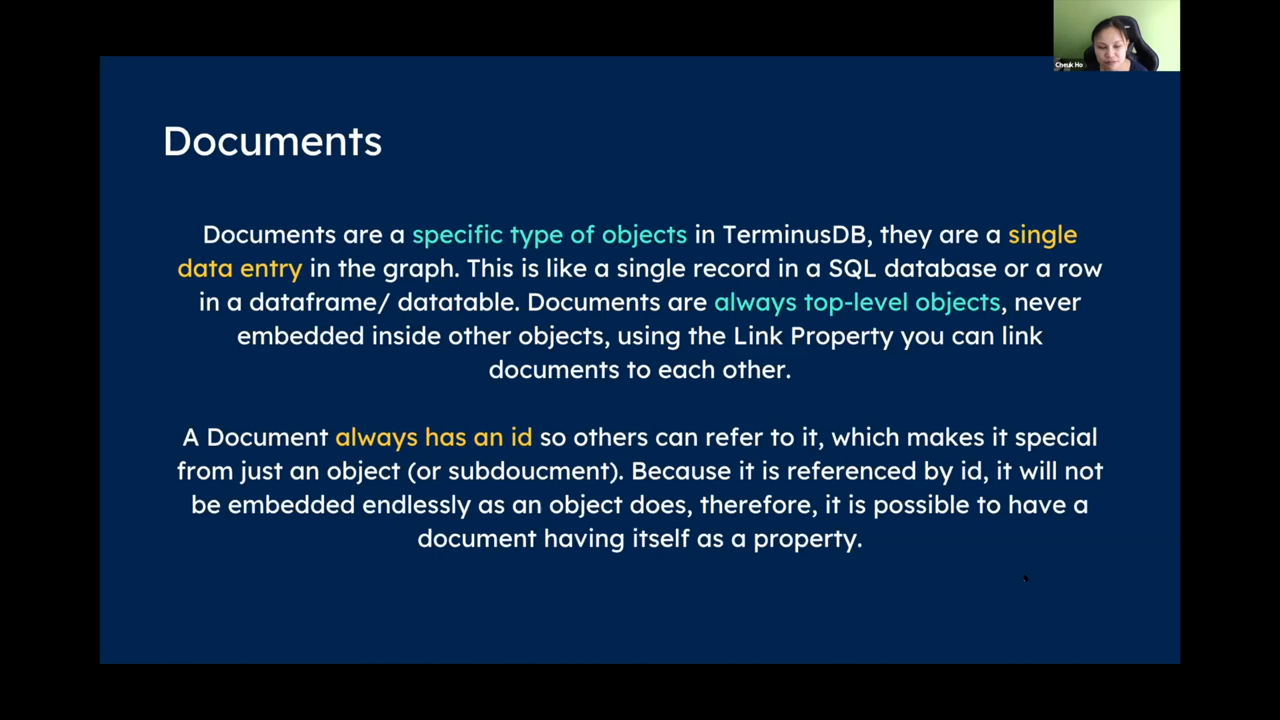 Cheuk Ho
Documents
Documents are a specific type of objects in TerminusDB, they are a single
data entry in the graph. This is like a single record in a SQL database or a row
in a dataframe/ datatable. Documents are always top-level objects, never
embedded inside other objects, using the Link Property you can link
documents to each other.
A Document always has an id so others can refer to it, which makes it special
from just an object (or subdoucment). Because it is referenced by id, it will not
be embedded endlessly as an object does, therefore, it is possible to have a
document having itself as a property.